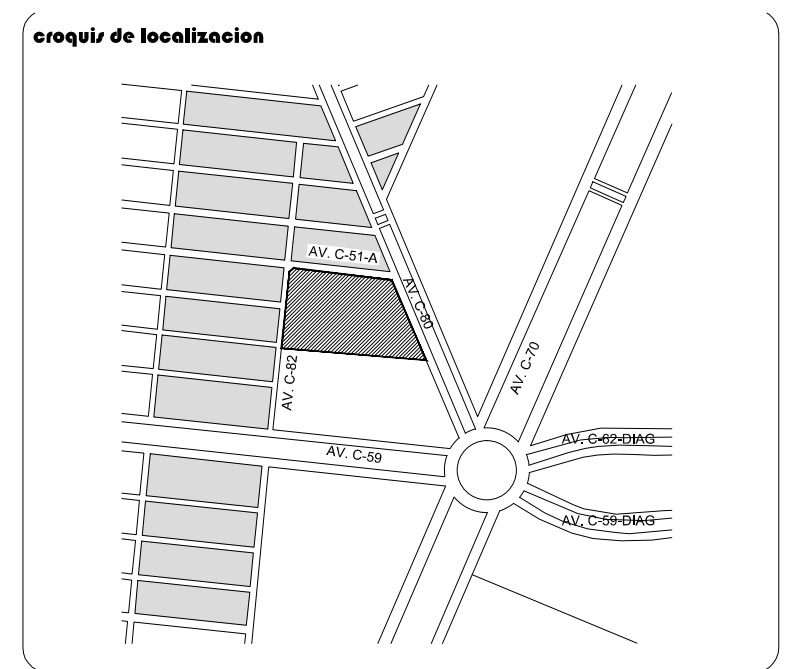 croquis de localizacion
AV. C-51-A
AV. C-80
AV. C-70
AV. C-82
AV. C-62-DIAG
AV. C-59
AV. C-59-DIAG